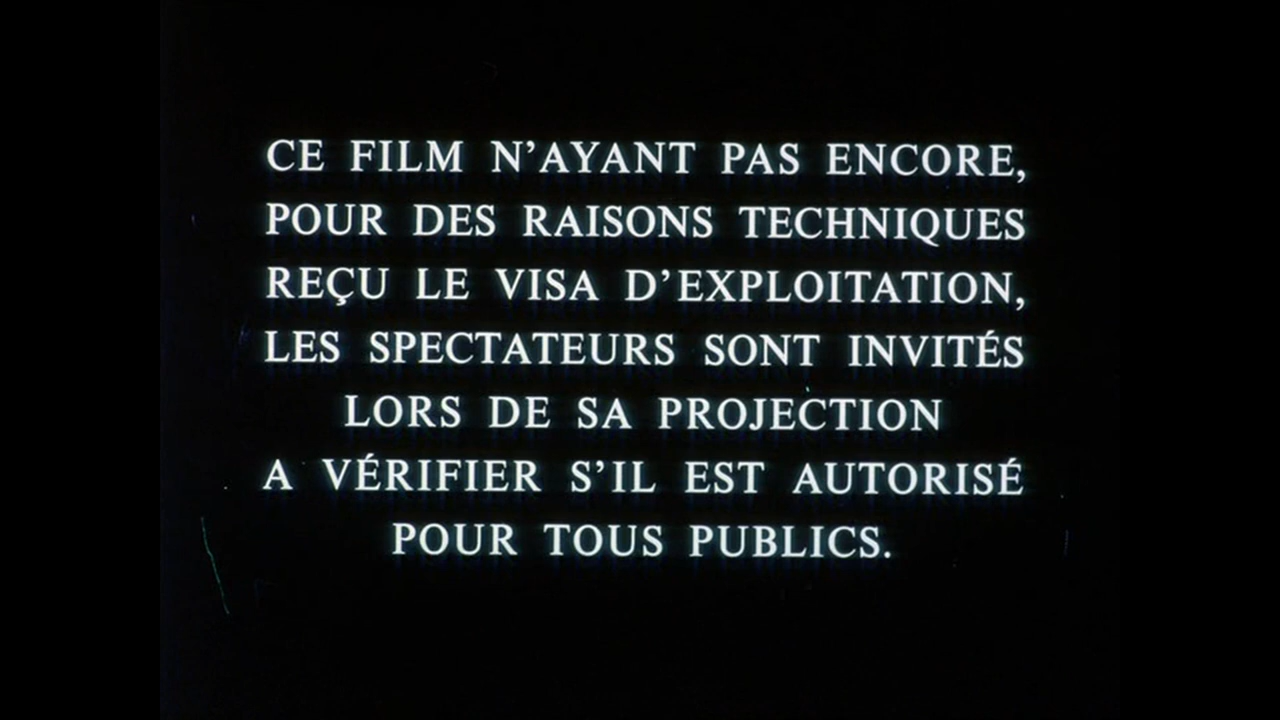 CE FILM N'AYANT PAS ENCORE,
POUR DES RAISONS TECHNIQUES
REÇU LE VISA D'EXPLOITATION,
LES SPECTATEURS SONT INVITÉS
LORS DE SA PROJECTION
A VÉRIFIER S'IL EST AUTORISÉ
POUR TOUS PUBLICS.